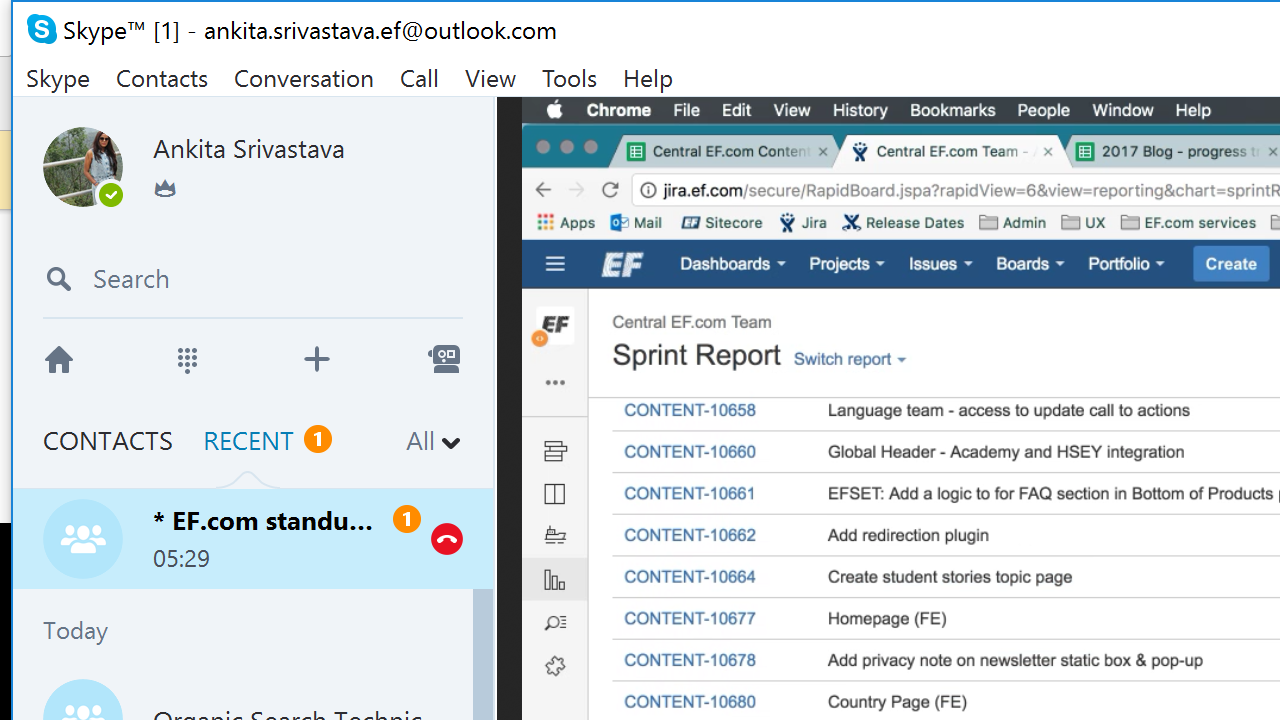 Skype™ [1] - ankita.srivastava.ef@outlook.com
Skype Contacts Conversation Call View Tools Help
Ankita Srivastava
Search
CONTACTS RECENT 1 All
* EF.com standu... 1
05:29
Today
Organic Search Technic
Chrome File Edit View History Bookmarks People Window Help
Central EF.com Content Central EF.com Team - 2017 Blog - progress
jira.ef.com/secure/RapidBoard.jspa?rapidView=6&view=reporting&chart=sprintR
Apps Mail Sitecore Jira Release Dates Admin UX EF.com services
EF Dashboards Projects Issues Boards Portfolio Create
EF
Central EF.com Team
Sprint Report Switch report
CONTENT-10658 Language team - access to update call to actions
CONTENT-10660 Global Header - Academy and HSEY integration
CONTENT-10661 EFSET: Add a logic to for FAQ section in Bottom of Products
CONTENT-10662 Add redirection plugin
CONTENT-10664 Create student stories topic page
CONTENT-10677 Homepage (FE)
CONTENT-10678 Add privacy note on newsletter static box & pop-up
CONTENT-10680 Country Page (FE)